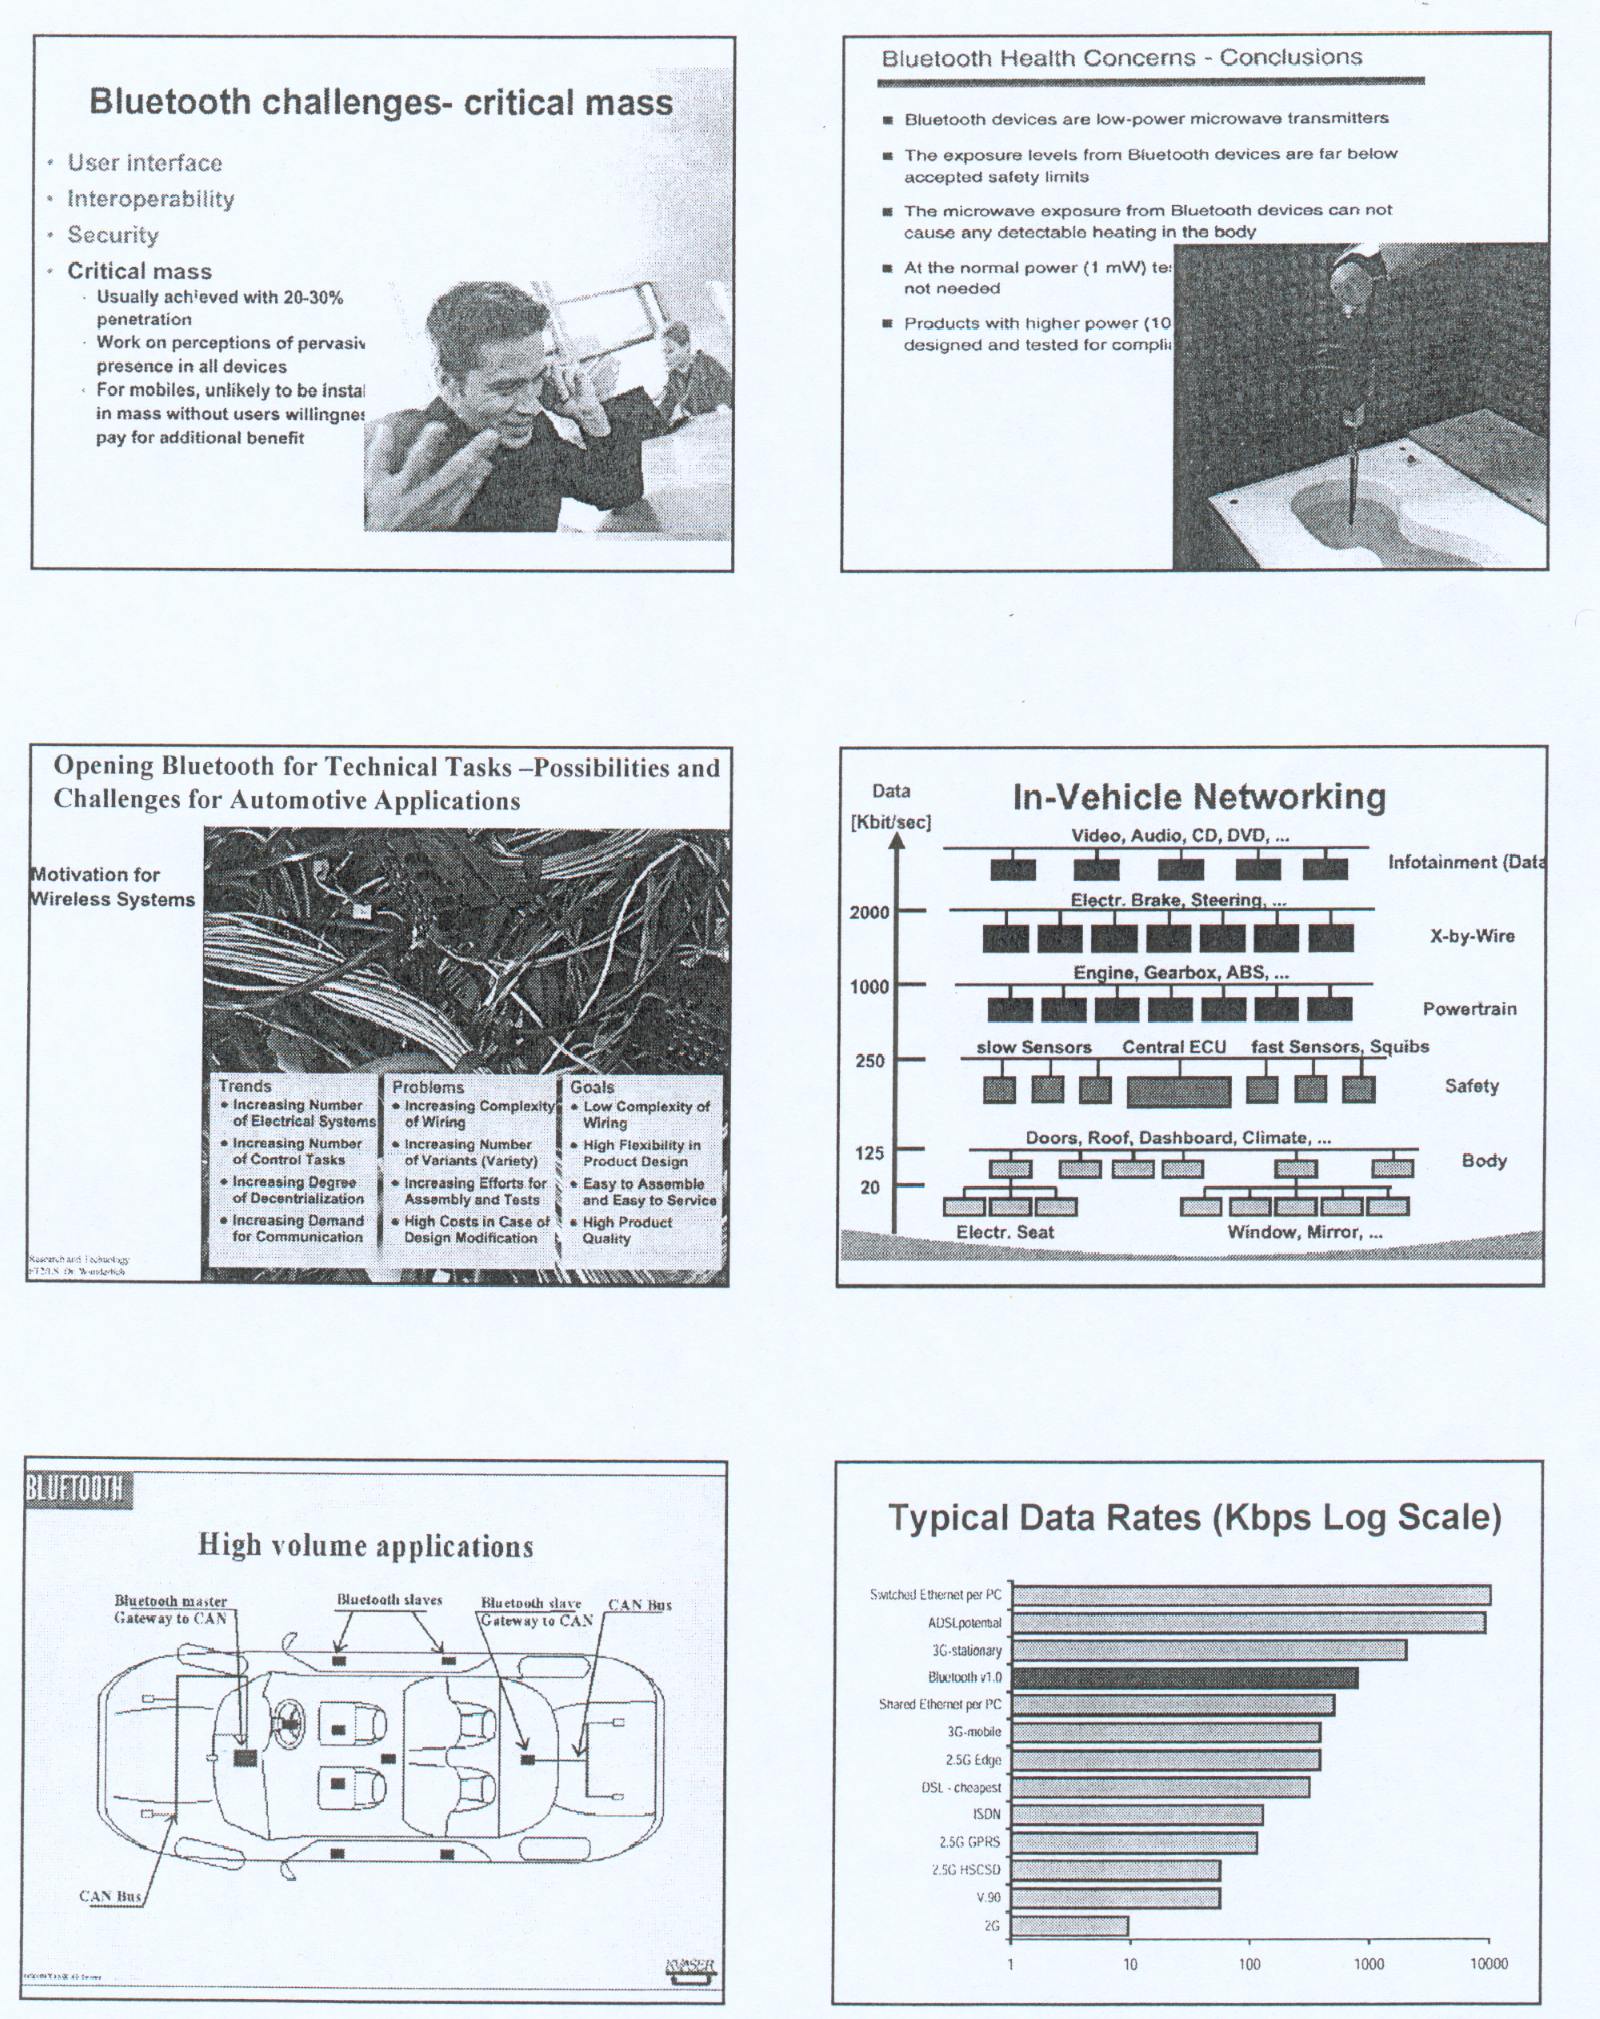 Bluetooth challenges- critical mass
• User interface
• Interoperability
• Security
• Critical mass
· Usually achieved with 20-30%
penetration
· Work on perceptions of pervasiv
presence in all devices
· For mobiles, unlikely to be instal
in mass without users willingnes
pay for additional benefit
Bluetooth Health Concerns - Conclusions
■ Bluetooth devices are low-power microwave transmitters
■ The exposure levels from Bluetooth devices are far below
accepted safety limits
■ The microwave exposure from Bluetooth devices can not
cause any detectable heating in the body
■ At the normal power (1 mW) tes
not needed
■ Products with higher power (10
designed and tested for complia
Opening Bluetooth for Technical Tasks –Possibilities and
Challenges for Automotive Applications
Motivation for
Wireless Systems
Trends
• Increasing Number
of Electrical Systems
• Increasing Number
of Control Tasks
• Increasing Degree
of Decentrialization
• Increasing Demand
for Communication
Problems
• Increasing Complexity
of Wiring
• Increasing Number
of Variants (Variety)
• Increasing Efforts for
Assembly and Tests
• High Costs in Case of
Design Modification
Goals
• Low Complexity of
Wiring
• High Flexibility in
Product Design
• Easy to Assemble
and Easy to Service
• High Product
Quality
Research and Technology
Dr. Wunderlich
In-Vehicle Networking
Data
[Kbit/sec]
Video, Audio, CD, DVD, ...
Infotainment (Data
2000
Electr. Brake, Steering, ...
X-by-Wire
1000
Engine, Gearbox, ABS, ...
Powertrain
250
slow Sensors Central ECU fast Sensors, Squibs
Safety
125
Doors, Roof, Dashboard, Climate, ...
Body
20
Electr. Seat Window, Mirror, ...
BLUETOOTH
High volume applications
Bluetooth master
Gateway to CAN
Bluetooth slaves
Bluetooth slave
Gateway to CAN
CAN Bus
CAN Bus
KVASER
Typical Data Rates (Kbps Log Scale)
Switched Ethernet per PC
ADSLpotential
3G-stationary
Bluetooth v1.0
Shared Ethernet per PC
3G-mobile
2.5G Edge
DSL - cheapest
ISDN
2.5G GPRS
2.5G HSCSD
V.90
2G
1 10 100 1000 10000